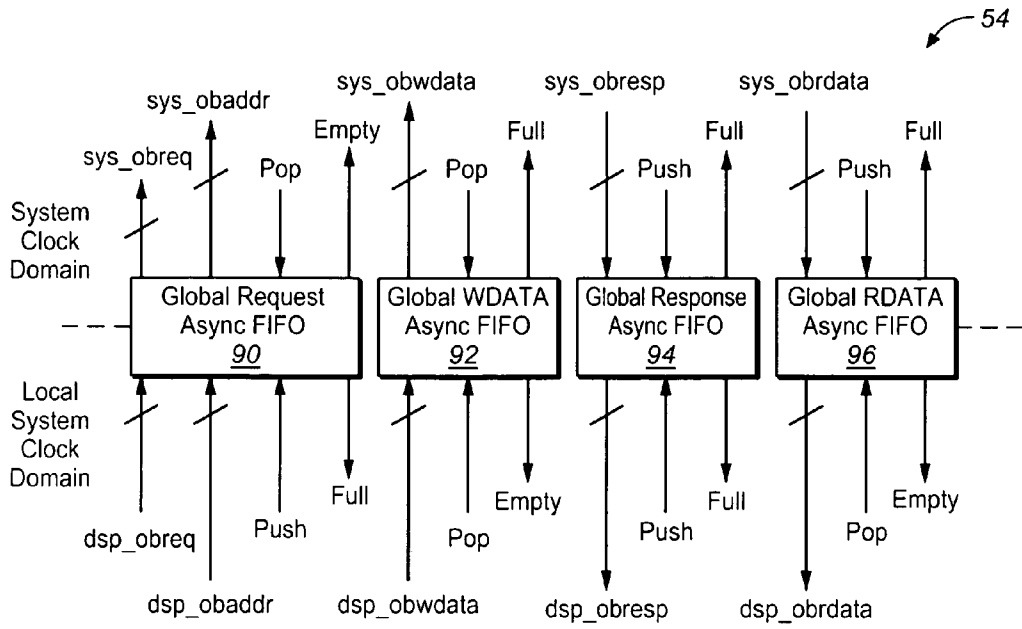 54
sys_obwdata
sys_obresp
sys_obrdata
sys_obaddr
Empty
Full
Full
Full
sys_obreq
Pop
Pop
Push
Push
System
Clock
Domain
Global Request
Async FIFO
90
Global WDATA
Async FIFO
92
Global Response
Async FIFO
94
Global RDATA
Async FIFO
96
Local
System
Clock
Domain
Full
Empty
Full
Empty
dsp_obreq
Push
Pop
Push
Pop
dsp_obaddr
dsp_obwdata
dsp_obresp
dsp_obrdata